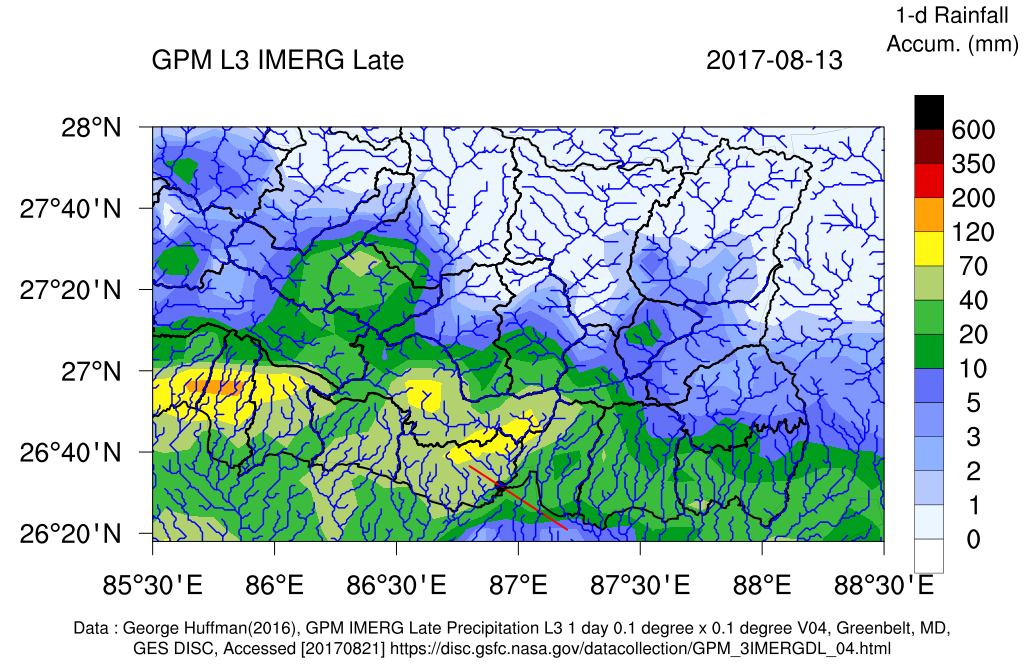 1-d Rainfall
Accum. (mm)
GPM L3 IMERG Late
2017-08-13
28°N
27°40'N
27°20'N
27°N
26°40'N
26°20'N
600
350
200
120
70
40
20
10
5
3
2
1
0
85°30'E 86°E 86°30'E 87°E 87°30'E 88°E 88°30'E
Data : George Huffman(2016), GPM IMERG Late Precipitation L3 1 day 0.1 degree x 0.1 degree V04, Greenbelt, MD,
GES DISC, Accessed [20170821] https://disc.gsfc.nasa.gov/datacollection/GPM_3IMERGDL_04.html